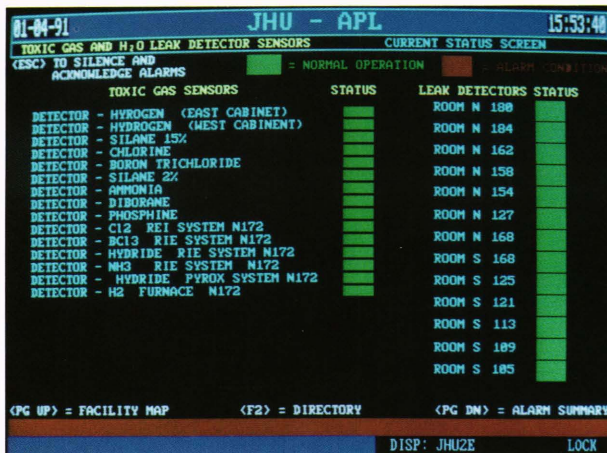 01-04-91 JHU - APL 15:53:40
TOXIC GAS AND H2O LEAK DETECTOR SENSORS CURRENT STATUS SCREEN
<ESC> TO SILENCE AND
ACKNOWLEDGE ALARMS
= NORMAL OPERATION = ALARM CONDITION
TOXIC GAS SENSORS STATUS LEAK DETECTORS STATUS
DETECTOR - HYROGEN (EAST CABINET)
DETECTOR - HYDROGEN (WEST CABINENT)
DETECTOR - SILANE 15%
DETECTOR - CHLORINE
DETECTOR - BORON TRICHLORIDE
DETECTOR - SILANE 2%
DETECTOR - AMMONIA
DETECTOR - DIBORANE
DETECTOR - PHOSPHINE
DETECTOR - Cl2 REI SYSTEM N172
DETECTOR - BCl3 RIE SYSTEM N172
DETECTOR - HYDRIDE RIE SYSTEM N172
DETECTOR - NH3 RIE SYSTEM N172
DETECTOR - HYDRIDE PYROX SYSTEM N172
DETECTOR - H2 FURNACE N172
ROOM N 180
ROOM N 184
ROOM N 162
ROOM N 158
ROOM N 154
ROOM N 127
ROOM N 168
ROOM S 168
ROOM S 125
ROOM S 121
ROOM S 113
ROOM S 109
ROOM S 105
<PG UP> = FACILITY MAP <F2> = DIRECTORY <PG DN> = ALARM SUMMARY
DISP: JHU2E LOCK